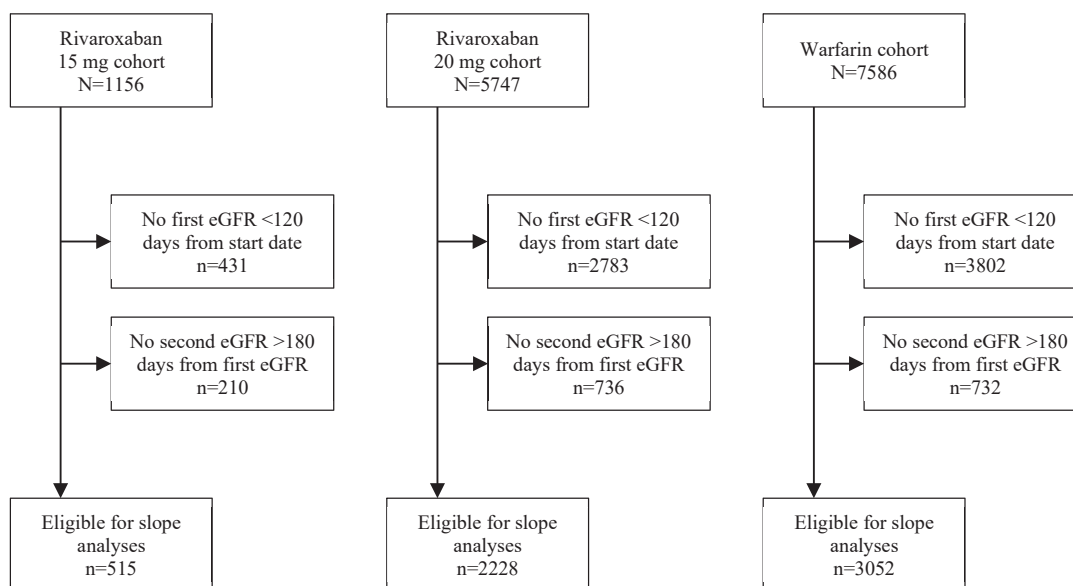 Rivaroxaban
15 mg cohort
N=1156
No first eGFR <120
days from start date
n=431
No second eGFR >180
days from first eGFR
n=210
Eligible for slope
analyses
n=515
Rivaroxaban
20 mg cohort
N=5747
No first eGFR <120
days from start date
n=2783
No second eGFR >180
days from first eGFR
n=736
Eligible for slope
analyses
n=2228
Warfarin cohort
N=7586
No first eGFR <120
days from start date
n=3802
No second eGFR >180
days from first eGFR
n=732
Eligible for slope
analyses
n=3052